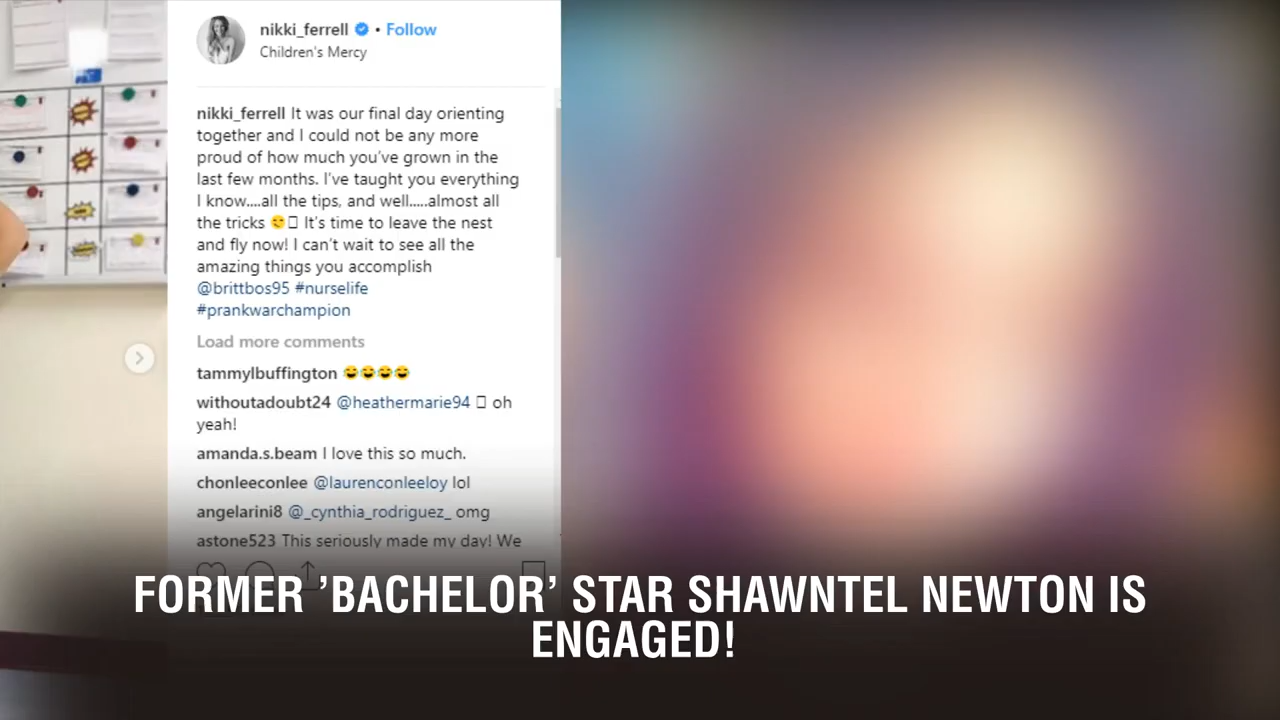 nikki_ferrell • Follow
Children's Mercy
nikki_ferrell It was our final day orienting
together and I could not be any more
proud of how much you've grown in the
last few months. I've taught you everything
I know....all the tips, and well.....almost all
the tricks 😏 It's time to leave the nest
and fly now! I can't wait to see all the
amazing things you accomplish
@brittbos95 #nurselife
#prankwarchampion
Load more comments
tammylbuffington 😂😂😂😂
withoutadoubt24 @heathermarie94 oh
yeah!
amanda.s.beam I love this so much.
chonleeconlee @laurenconleeloy lol
angelarini8 @_cynthia_rodriguez_ omg
astone523 This seriously made my day! We
FORMER ’BACHELOR’ STAR SHAWNTEL NEWTON IS
ENGAGED!